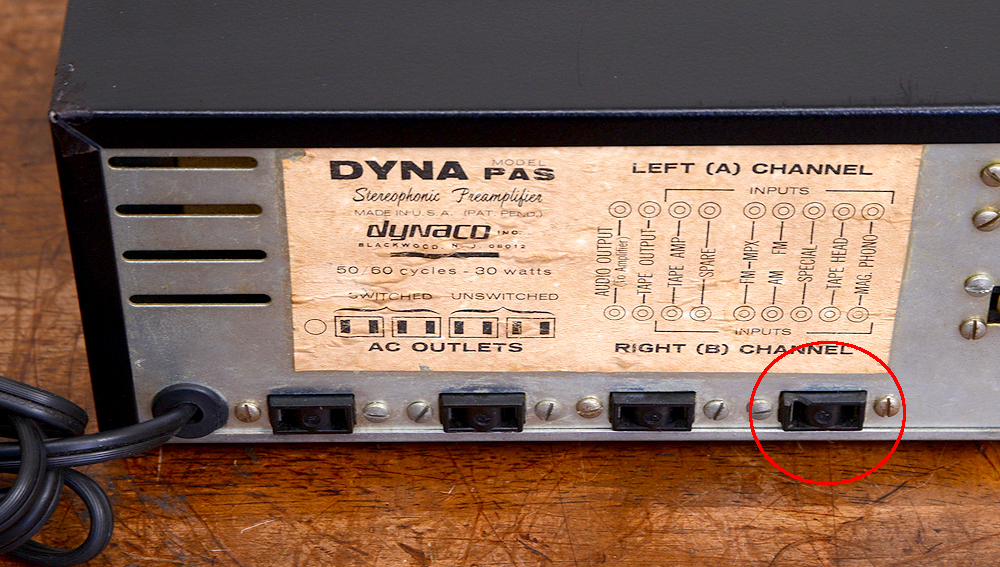 DYNA MODEL PAS
Stereophonic Preamplifier
MADE IN U.S.A. (PAT. PEND.)
dynaco INC.
BLACKWOOD, N. J. 08012
50/60 cycles - 30 watts
SWITCHED UNSWITCHED
AC OUTLETS
LEFT (A) CHANNEL
INPUTS
AUDIO OUTPUT
(to Amplifier)
TAPE OUTPUT
TAPE AMP
SPARE
FM-MPX
AM FM
SPECIAL
TAPE HEAD
MAG. PHONO
INPUTS
RIGHT (B) CHANNEL